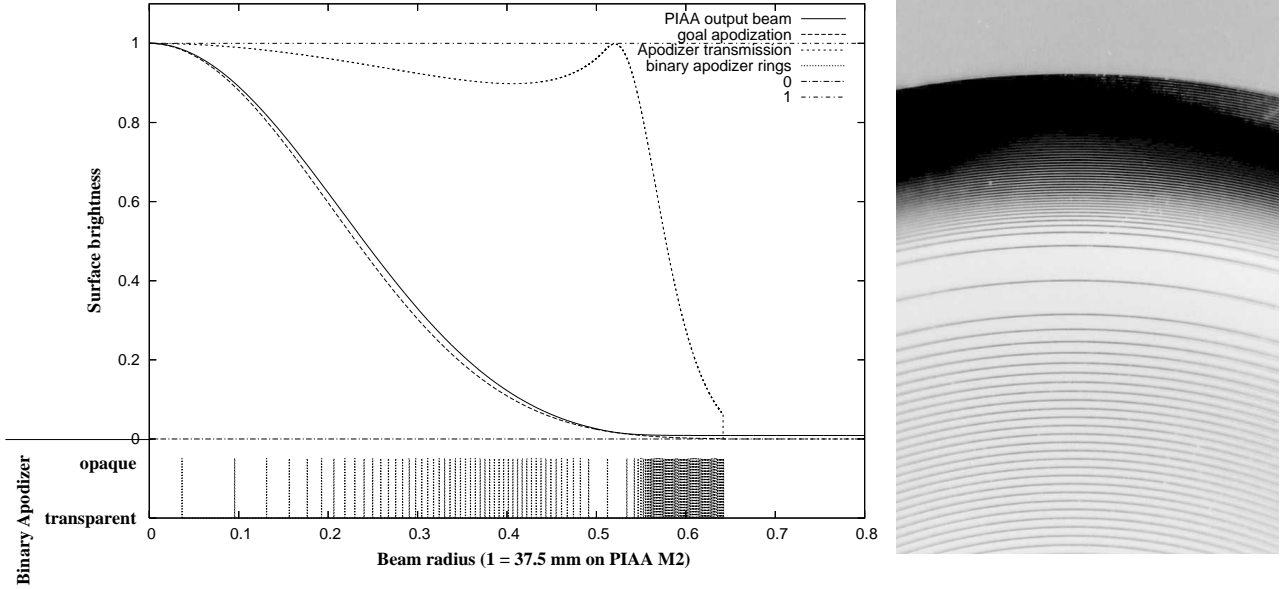 PIAA output beam
goal apodization
Apodizer transmission
binary apodizer rings
0
1
1
0.8
0.6
0.4
0.2
0
Surface brightness
opaque
transparent
Binary Apodizer
0 0.1 0.2 0.3 0.4 0.5 0.6 0.7 0.8
Beam radius (1 = 37.5 mm on PIAA M2)